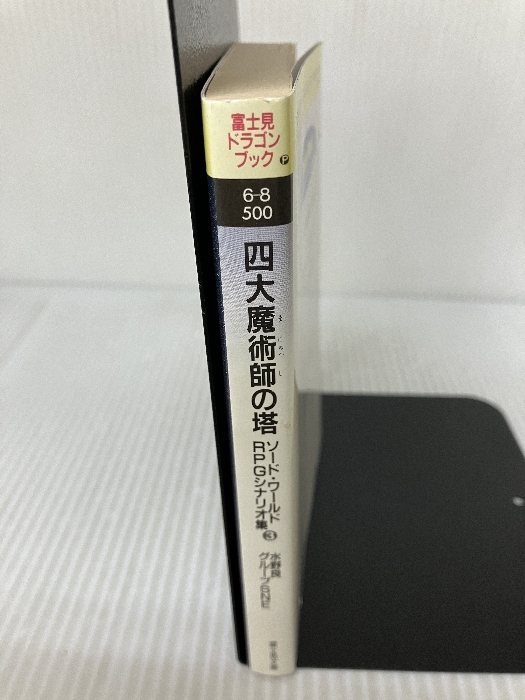 富士見
ドラゴン
ブック
P
6-8
500
四大魔術師の塔
ソード・ワールド
RPGシナリオ集❸
水野良
グループSNE